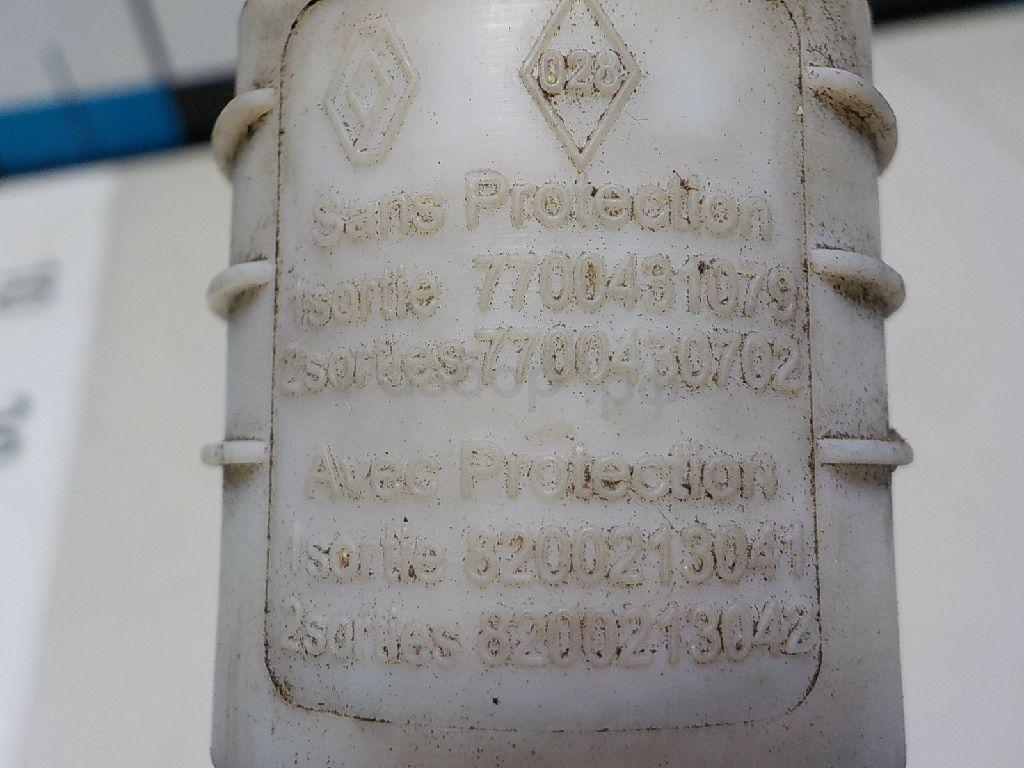 028
Sans Protection
1sortie 7700431079
2sorties 7700430702
Avec Protection
1sortie 8200213041
2sorties 8200213042